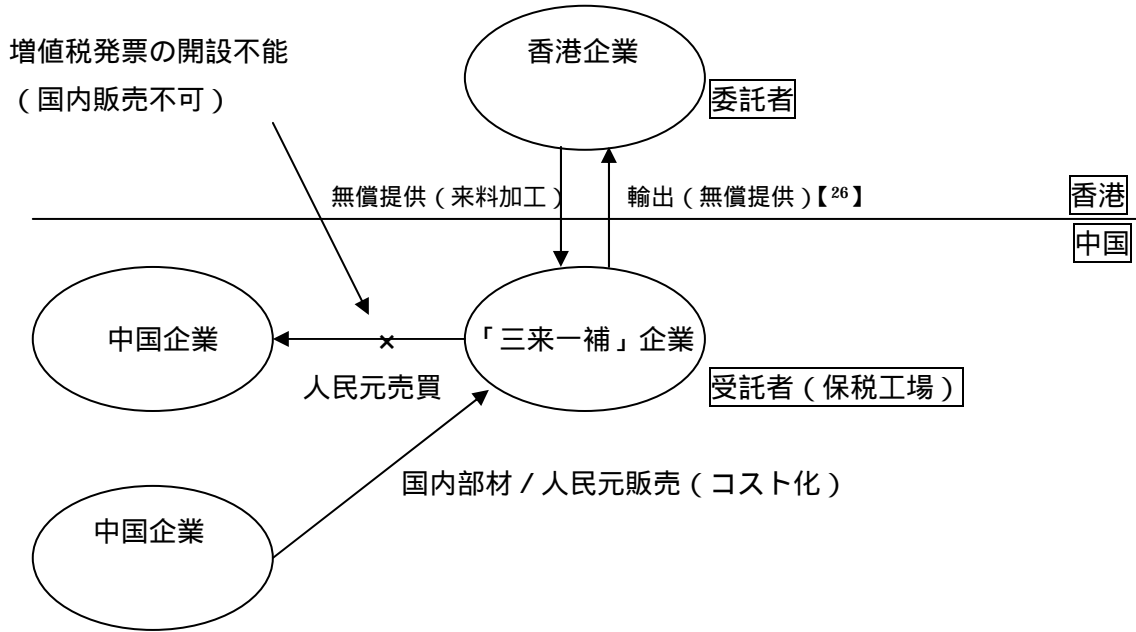 増値税発票の開設不能
（国内販売不可）
香港企業
委託者
無償提供（来料加工）
輸出（無償提供）【26】
香港
中国
中国企業
「三来一補」企業
人民元売買
受託者（保税工場）
国内部材／人民元販売（コスト化）
中国企業